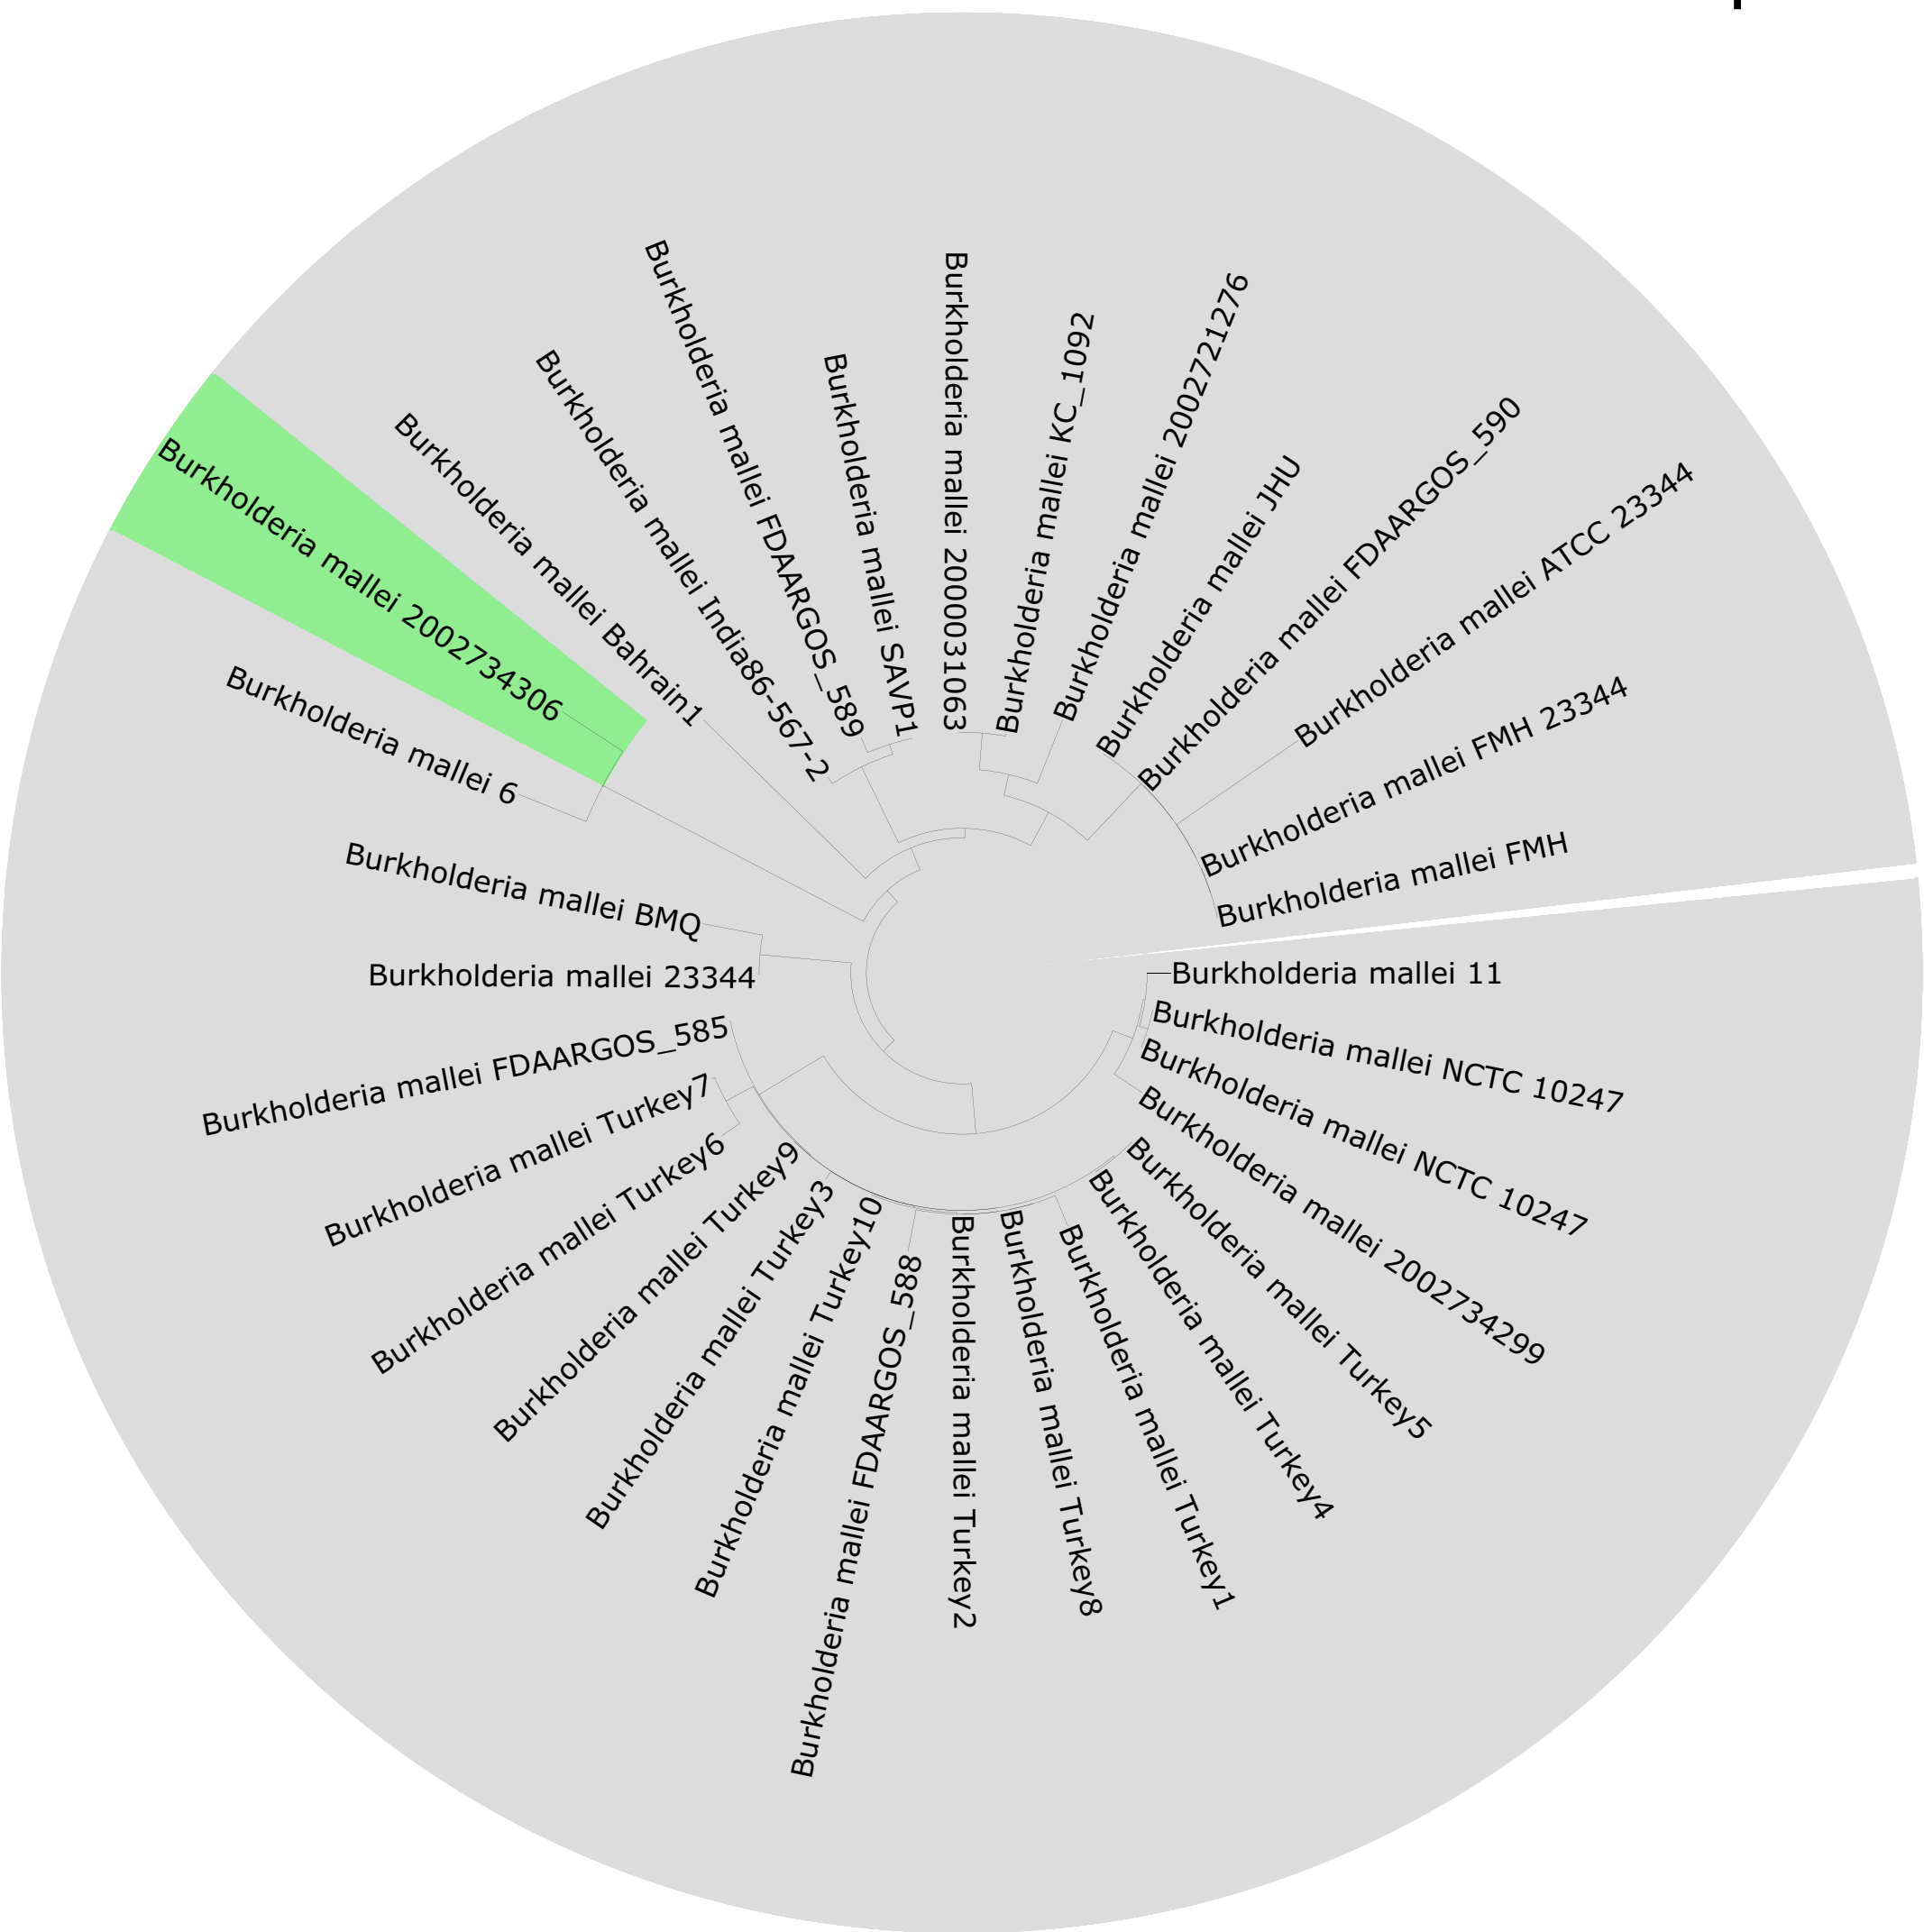 Burkholderia mallei 2000031063
Burkholderia mallei KC_1092
Burkholderia mallei 2002721276
Burkholderia mallei JHU
Burkholderia mallei FDAARGOS_590
Burkholderia mallei ATCC 23344
Burkholderia mallei FMH 23344
Burkholderia mallei FMH
Burkholderia mallei 11
Burkholderia mallei NCTC 10247
Burkholderia mallei NCTC 10247
Burkholderia mallei 2002734299
Burkholderia mallei Turkey5
Burkholderia mallei Turkey4
Burkholderia mallei Turkey1
Burkholderia mallei Turkey8
Burkholderia mallei Turkey2
Burkholderia mallei FDAARGOS_588
Burkholderia mallei Turkey10
Burkholderia mallei Turkey3
Burkholderia mallei Turkey9
Burkholderia mallei Turkey6
Burkholderia mallei Turkey7
Burkholderia mallei FDAARGOS_585
Burkholderia mallei 23344
Burkholderia mallei BMQ
Burkholderia mallei 6
Burkholderia mallei 2002734306
Burkholderia mallei Bahrain1
Burkholderia mallei India86-567-2
Burkholderia mallei FDAARGOS_589
Burkholderia mallei SAVP1